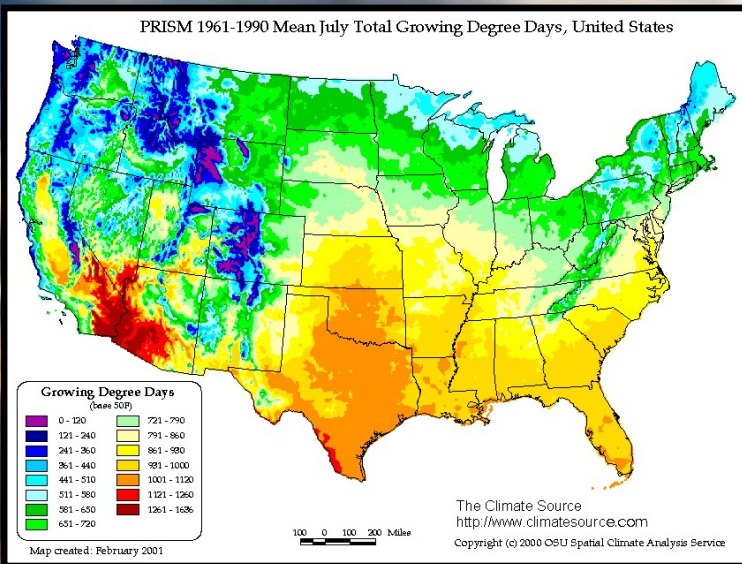 PRISM 1961-1990 Mean July Total Growing Degree Days, United States
Growing Degree Days
(base 50F)
0 - 120
121 - 240
241 - 360
361 - 440
441 - 510
511 - 580
581 - 650
651 - 720
721 - 790
791 - 860
861 - 930
931 - 1000
1001 - 1120
1121 - 1260
1261 - 1636
Map created: February 2001
100 0 100 200 Miles
The Climate Source
http://www.climatesource.com
Copyright (c) 2000 OSU Spatial Climate Analysis Service